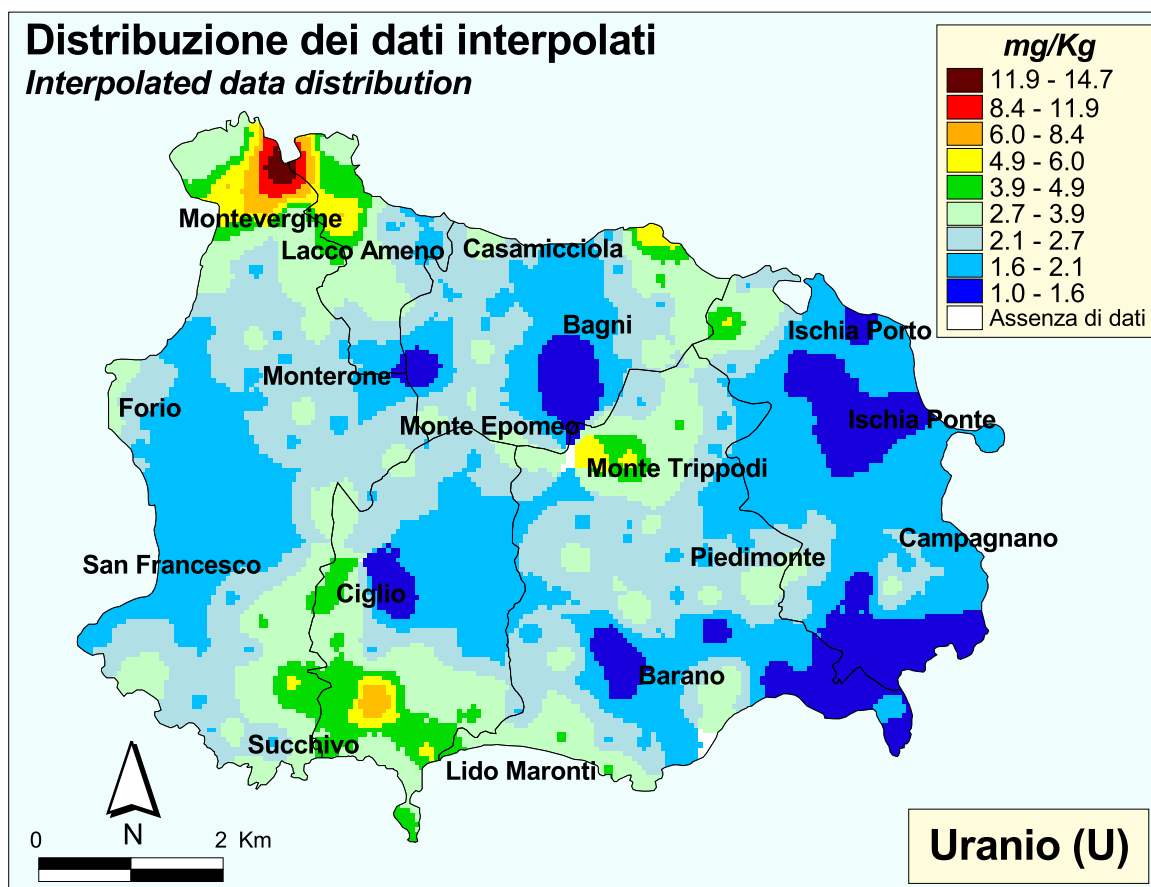 Distribuzione dei dati interpolati
Interpolated data distribution
mg/Kg
11.9 - 14.7
8.4 - 11.9
6.0 - 8.4
4.9 - 6.0
3.9 - 4.9
2.7 - 3.9
2.1 - 2.7
1.6 - 2.1
1.0 - 1.6
Assenza di dati
Montevergine
Lacco Ameno
Casamicciola
Bagni
Ischia Porto
Monterone
Forio
Monte Epomeo
Ischia Ponte
Monte Trippodi
San Francesco
Ciglio
Piedimonte
Campagnano
Barano
Succhivo
Lido Maronti
0 N 2 Km
Uranio (U)